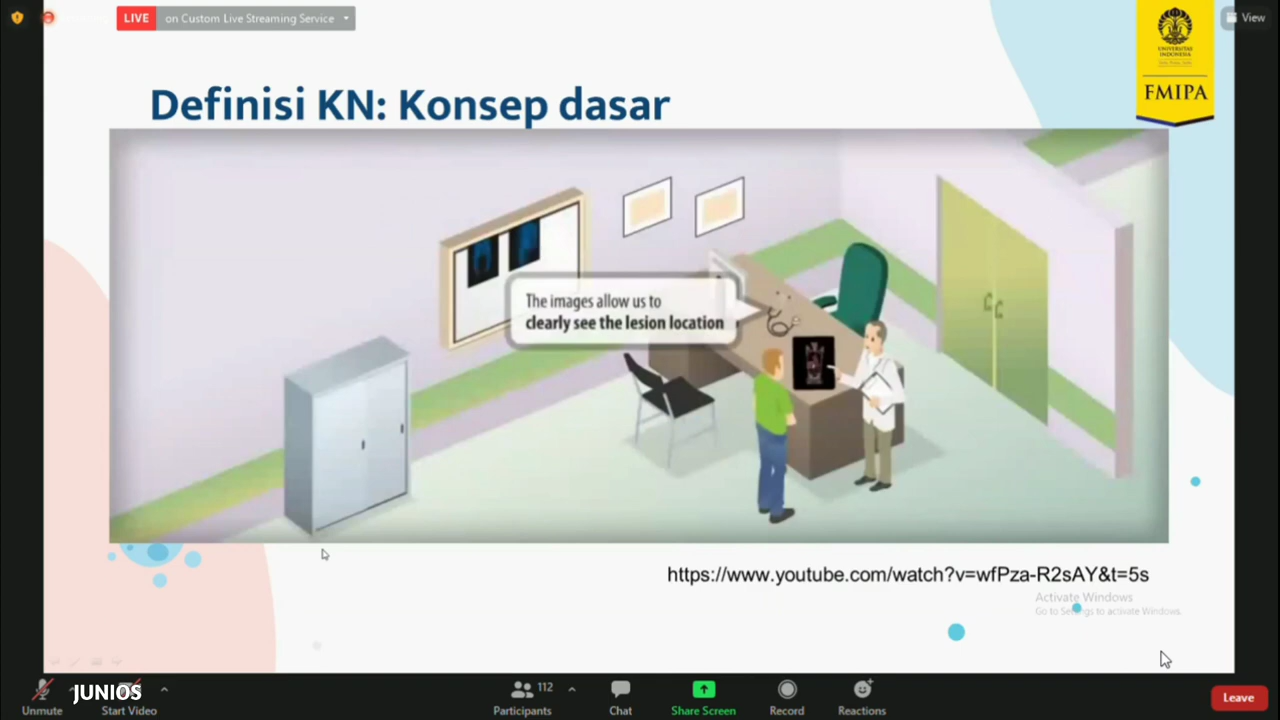 LIVE on Custom Live Streaming Service
View
UNIVERSITAS
INDONESIA
FMIPA
Definisi KN: Konsep dasar
The images allow us to
clearly see the lesion location
https://www.youtube.com/watch?v=wfPza-R2sAY&t=5s
Activate Windows
Go to Settings to activate Windows.
JUNIOS
112
Unmute
Start Video
Participants
Chat
Share Screen
Record
Reactions
Leave